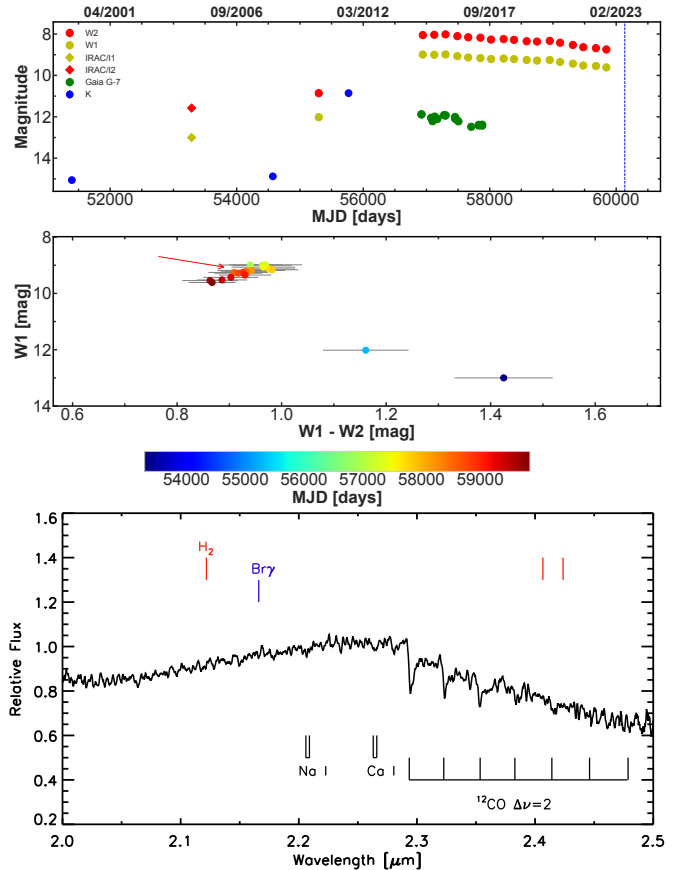 04/2001 09/2006 03/2012 09/2017 02/2023
W2
W1
IRAC/I1
IRAC/I2
Gaia G-7
K
8
10
12
14
Magnitude
52000 54000 56000 58000 60000
MJD [days]
8
10
12
14
W1 [mag]
0.6 0.8 1.0 1.2 1.4 1.6
W1 - W2 [mag]
54000 55000 56000 57000 58000 59000
MJD [days]
1.6
1.4
1.2
1.0
0.8
0.6
0.4
0.2
Relative Flux
H₂
Brγ
Na I Ca I
¹²CO Δν=2
2.0 2.1 2.2 2.3 2.4 2.5
Wavelength [μm]